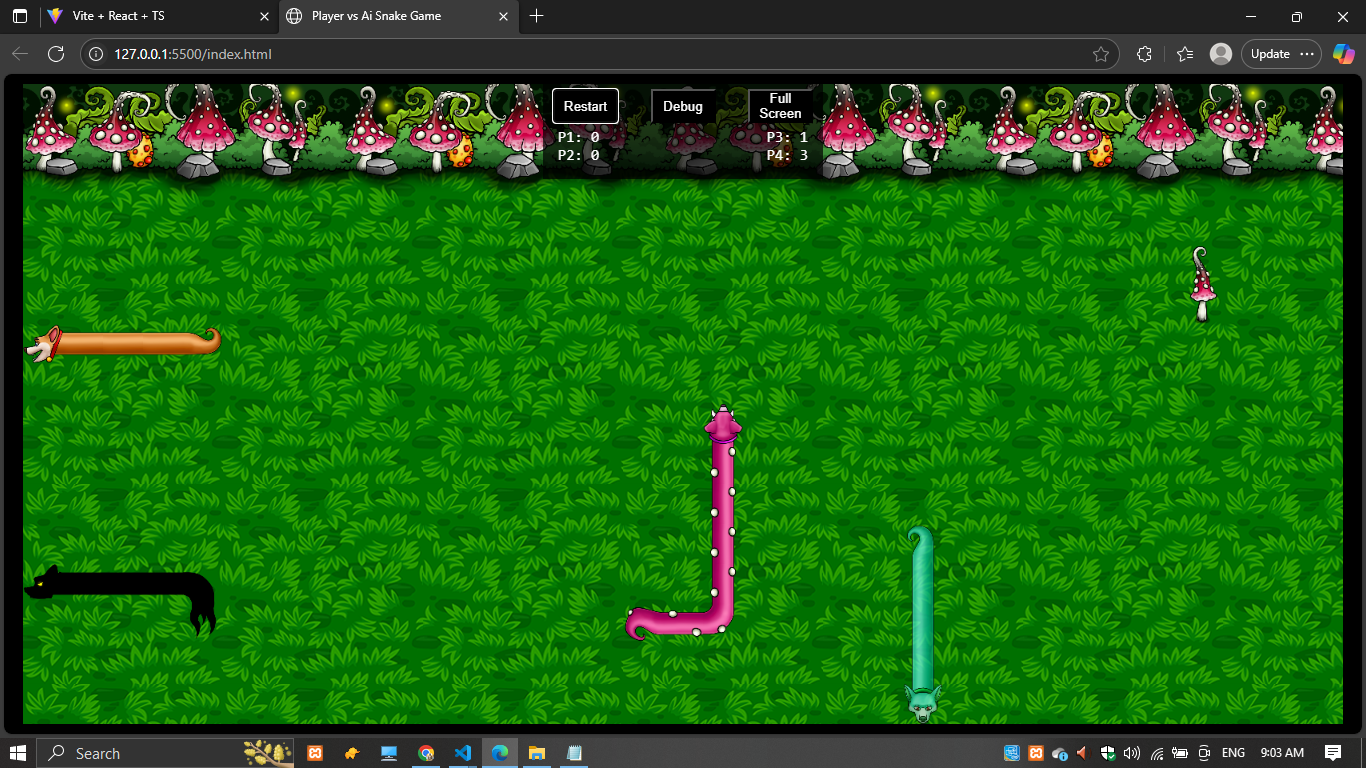 Vite + React + TS
Player vs Ai Snake Game
127.0.0.1:5500/index.html
Update
Restart
Debug
Full
Screen
P1: 0
P3: 1
P2: 0
P4: 3
Search
ENG
9:03 AM